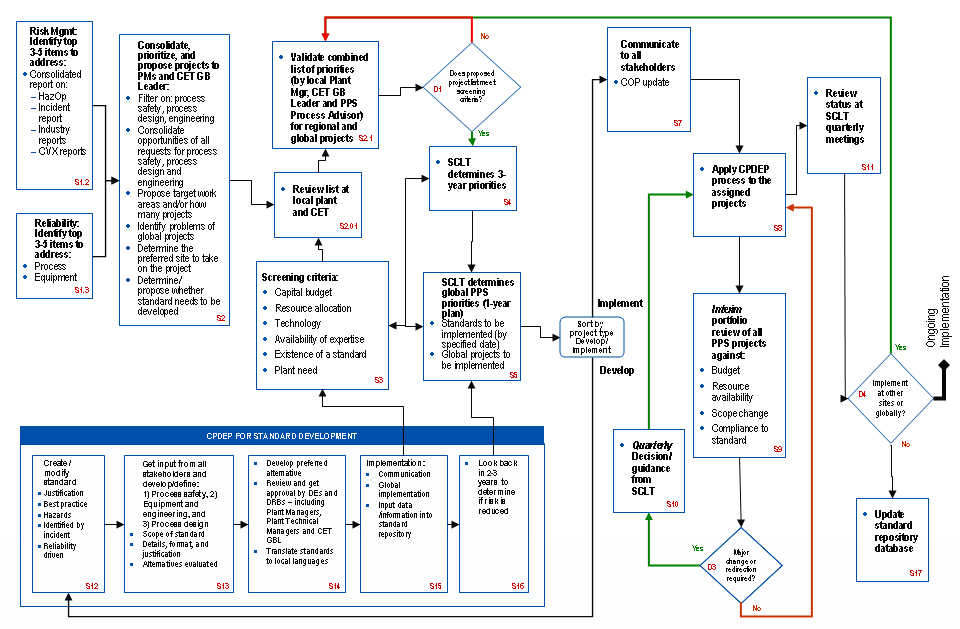 Risk Mgmt:
Identify top
3-5 items to
address:
• Consolidated
report on:
– HazOp
– Incident
report
– Industry
reports
– CVX reports
S1.2
Reliability:
Identify top
3-5 items to
address:
• Process
• Equipment
S1.3
Consolidate,
prioritize, and
propose projects to
PMs and CET GB
Leader:
• Filter on: process
safety, process
design, engineering
• Consolidate
opportunities of all
requests for process
safety, process
design and
engineering
• Propose target work
areas and/or how
many projects
• Identify problems of
global projects
• Determine the
preferred site to take
on the project
• Determine/
propose whether
standard needs to be
developed
S2
• Validate combined
list of priorities
(by local Plant
Mgr, CET GB
Leader and PPS
Process Advisor)
for regional and
global projects
S2.1
• Review list at
local plant
and CET
S2.01
Screening criteria:
• Capital budget
• Resource allocation
• Technology
• Availability of expertise
• Existence of a standard
• Plant need
S3
No
Does proposed
project list meet
screening
criteria?
D1
Yes
• SCLT
determines 3-
year priorities
S4
SCLT determines
global PPS
priorities (1-year
plan)
• Standards to be
implemented (by
specified date)
• Global projects to
be implemented
S5
Implement
Sort by
project type
Develop/
Implement
Develop
Communicate
to all
stakeholders
• COP update
S7
• Apply CPDEP
process to the
assigned
projects
S8
• Review
status at
SCLT
quarterly
meetings
S11
Interim
portfolio
review of all
PPS projects
against:
• Budget
• Resource
availability
• Scope change
• Compliance to
standard
S9
• Quarterly
Decision/
guidance
from
SCLT
S10
Yes
D3
Major
change or
redirection
required?
No
Yes
D4
Implement
at other
sites or
globally?
No
Ongoing
Implementation
• Update
standard
repository
database
S17
CPDEP FOR STANDARD DEVELOPMENT
Create/
modify
standard
• Justification
• Best practice
• Hazards
• Identified by
incident
• Reliability
driven
S12
Get input from all
stakeholders and
develop/define:
1) Process safety, 2)
Equipment and
engineering, and
3) Process design
• Scope of standard
• Details, format, and
justification
• Alternatives evaluated
S13
• Develop preferred
alternative
• Review and get
approval by DEs and
DRBs – including
Plant Managers,
Plant Technical
Managers and CET
GBL
• Translate standards
to local languages
S14
Implementation:
• Communication
• Global
implementation
• Input data
/information into
standard
repository
S15
• Look back
in 2-3
years to
determine
if risk is
reduced
S16